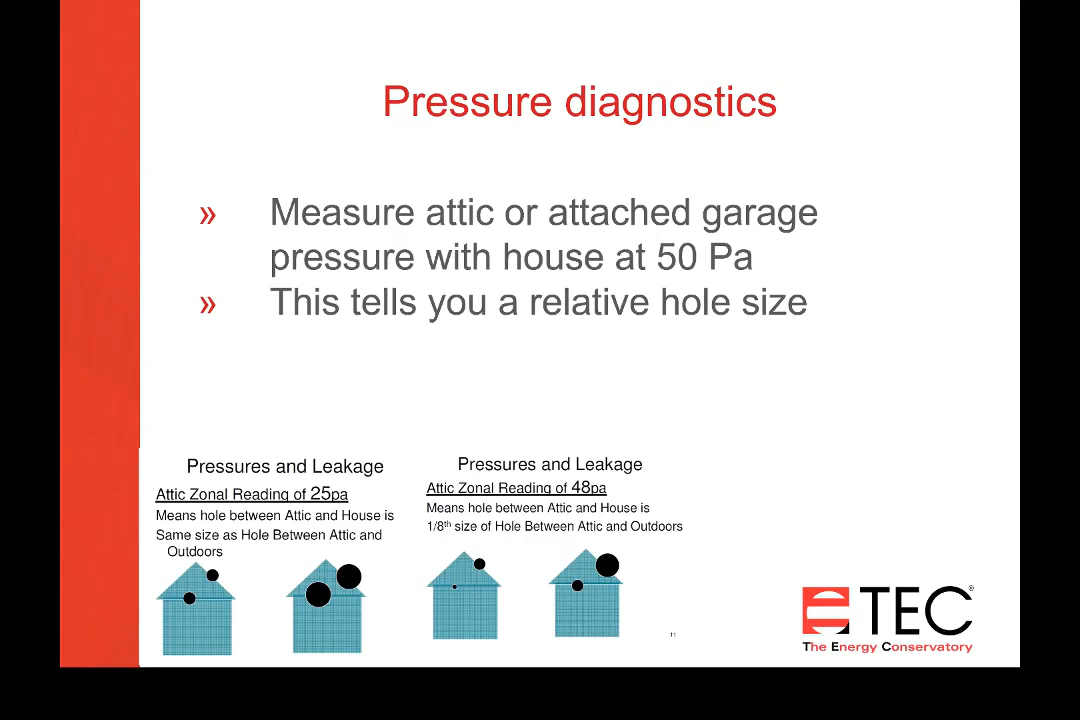 Pressure diagnostics
» Measure attic or attached garage
pressure with house at 50 Pa
» This tells you a relative hole size
Pressures and Leakage
Attic Zonal Reading of 25pa
Means hole between Attic and House is
Same size as Hole Between Attic and
Outdoors
Pressures and Leakage
Attic Zonal Reading of 48pa
Means hole between Attic and House is
1/8th size of Hole Between Attic and Outdoors
11
TEC®
The Energy Conservatory